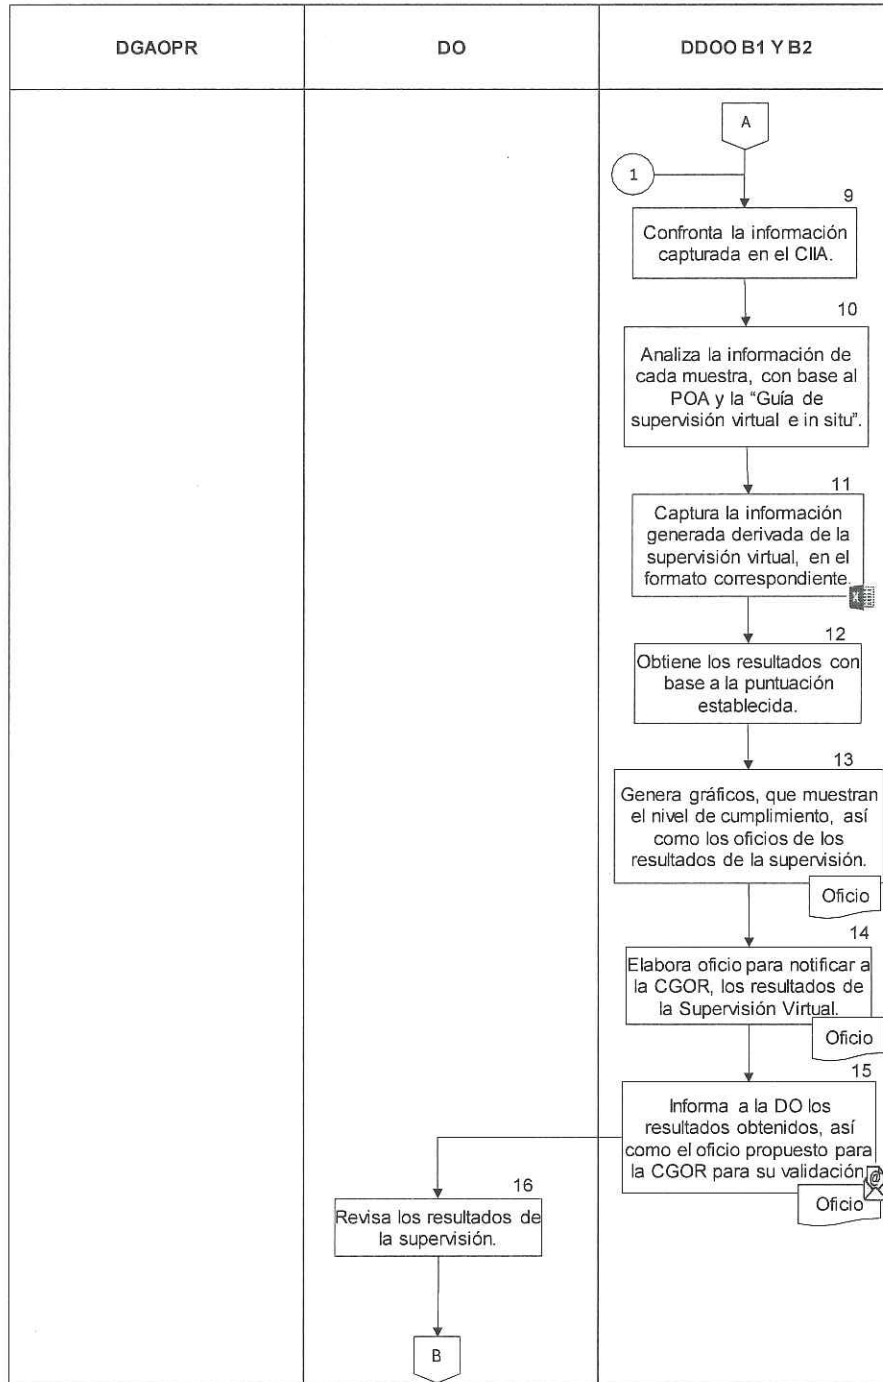 DGAOPR
DO
DDOO B1 Y B2
A
1
9
Confronta la información
capturada en el CIIA.
10
Analiza la información de
cada muestra, con base al
POA y la “Guía de
supervisión virtual e in situ”.
11
Captura la información
generada derivada de la
supervisión virtual, en el
formato correspondiente.
12
Obtiene los resultados con
base a la puntuación
establecida.
13
Genera gráficos, que muestran
el nivel de cumplimiento, así
como los oficios de los
resultados de la supervisión.
Oficio
14
Elabora oficio para notificar a
la CGOR, los resultados de
la Supervisión Virtual.
Oficio
15
Informa a la DO los
resultados obtenidos, así
como el oficio propuesto para
la CGOR para su validación
Oficio
16
Revisa los resultados de
la supervisión.
B